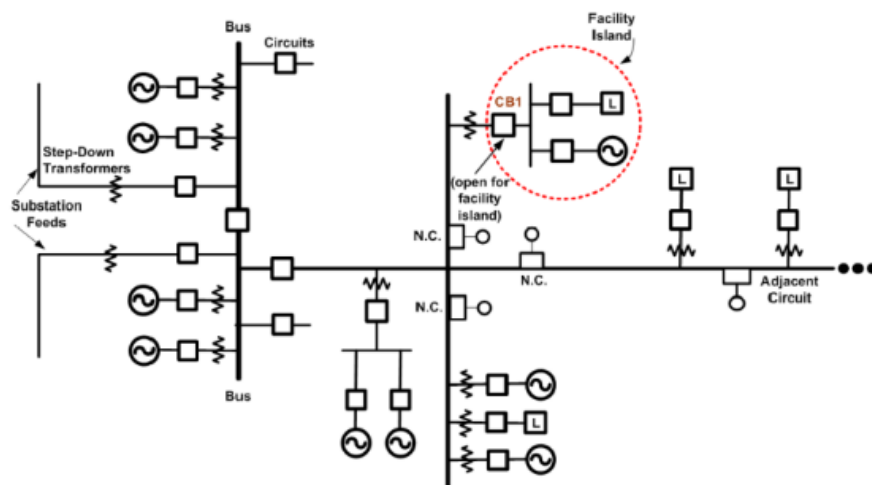 Bus
Circuits
Facility
Island
CB1
L
Step-Down
Transformers
Substation
Feeds
(open for
facility
island)
L
L
N.C.
N.C.
N.C.
Adjacent
Circuit
Bus
L